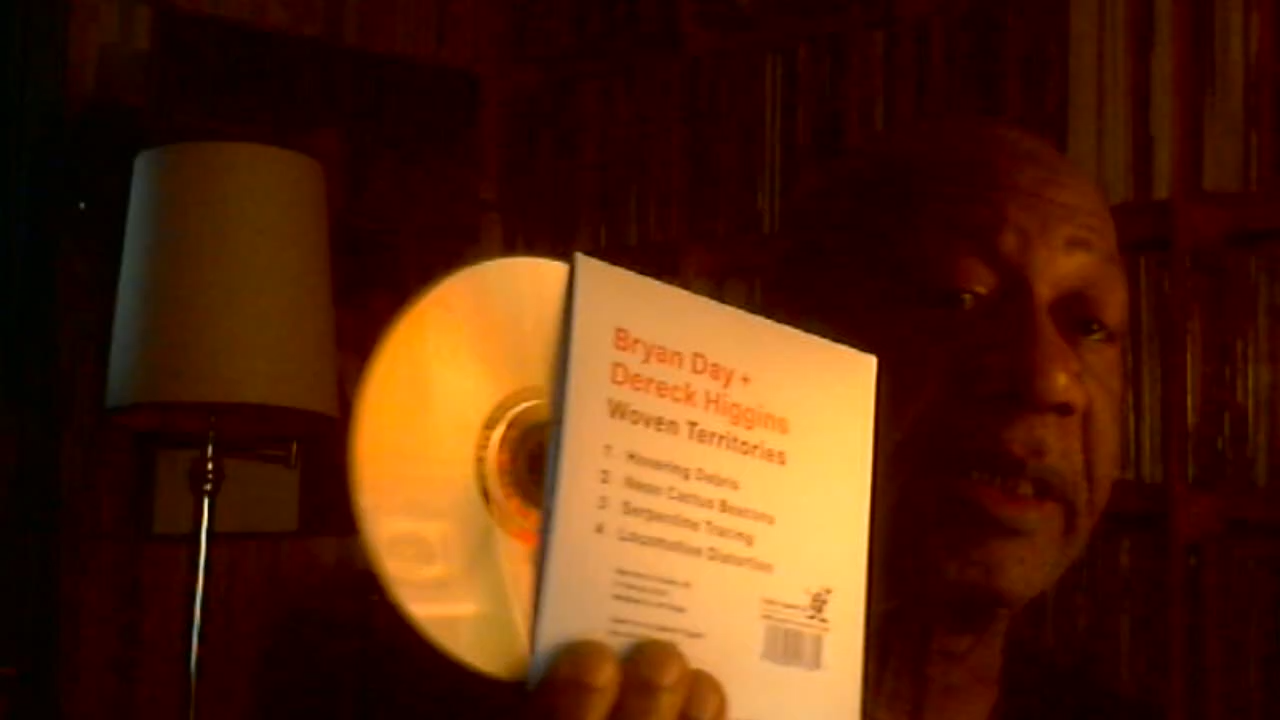 Bryan Day +
Dereck Higgins
Woven Territories
1 Hovering Debris
2 Neon Cactus Beacons
3 Serpentine Tracing
4 Locomotive Distortion